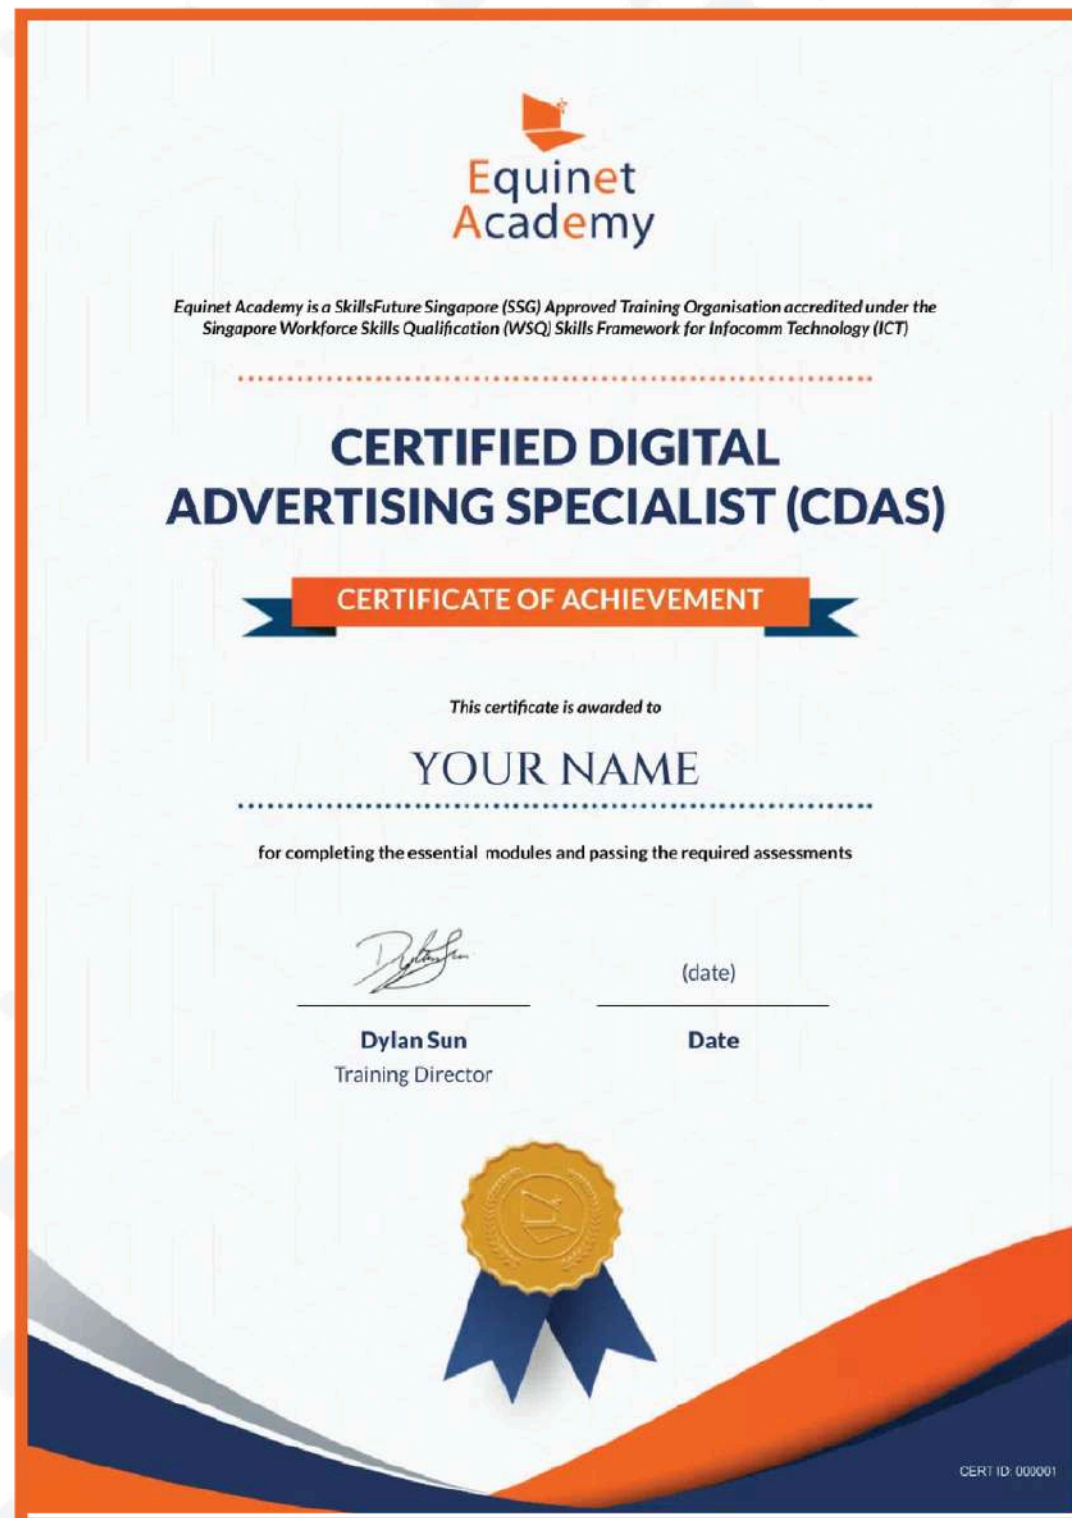 Equinet
Academy
Equinet Academy is a SkillsFuture Singapore (SSG) Approved Training Organisation accredited under the
Singapore Workforce Skills Qualification (WSQ) Skills Framework for Infocomm Technology (ICT)
CERTIFIED DIGITAL
ADVERTISING SPECIALIST (CDAS)
CERTIFICATE OF ACHIEVEMENT
This certificate is awarded to
YOUR NAME
for completing the essential modules and passing the required assessments
Dylan Sun
(date)
Dylan Sun
Date
Training Director
CERT ID: 000001